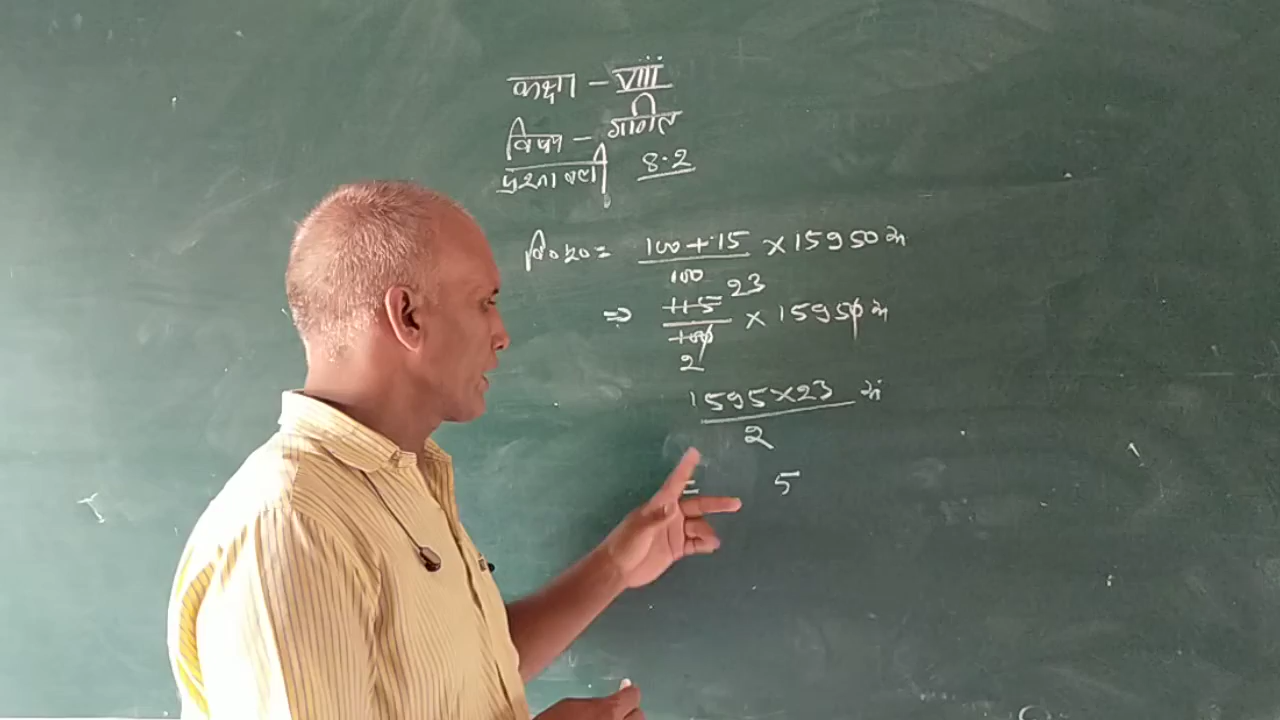 कक्षा - VIII
विषय - गणित
प्रश्नावली 8.2
वि०मू०= 100+15 × 15950 रु
100
23
⇒ 115 × 15950 रु
100
2
1595×23 रु
2
= 5